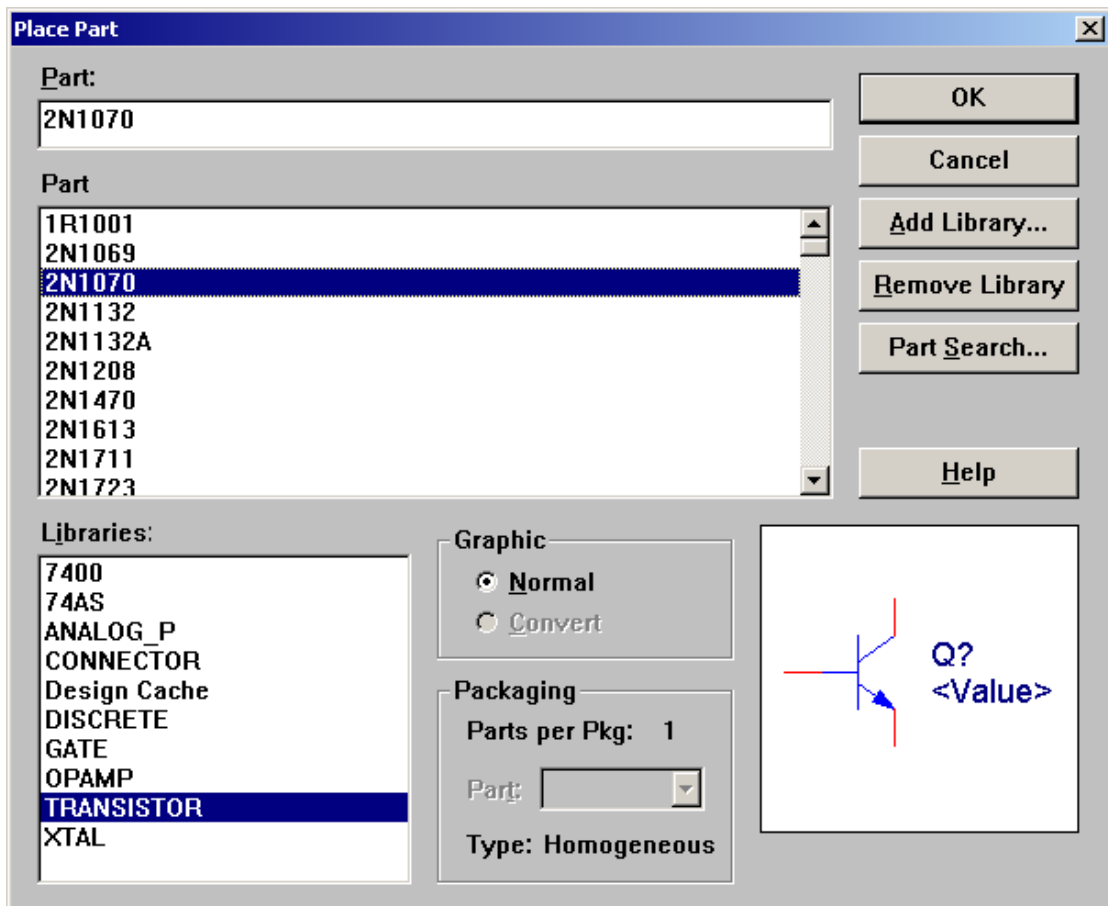 Place Part
Part:
2N1070
Part
1R1001
2N1069
2N1070
2N1132
2N1132A
2N1208
2N1470
2N1613
2N1711
2N1723
OK
Cancel
Add Library...
Remove Library
Part Search...
Help
Libraries:
7400
74AS
ANALOG_P
CONNECTOR
Design Cache
DISCRETE
GATE
OPAMP
TRANSISTOR
XTAL
Graphic
Normal
Convert
Packaging
Parts per Pkg: 1
Part:
Type: Homogeneous
Q?
<Value>